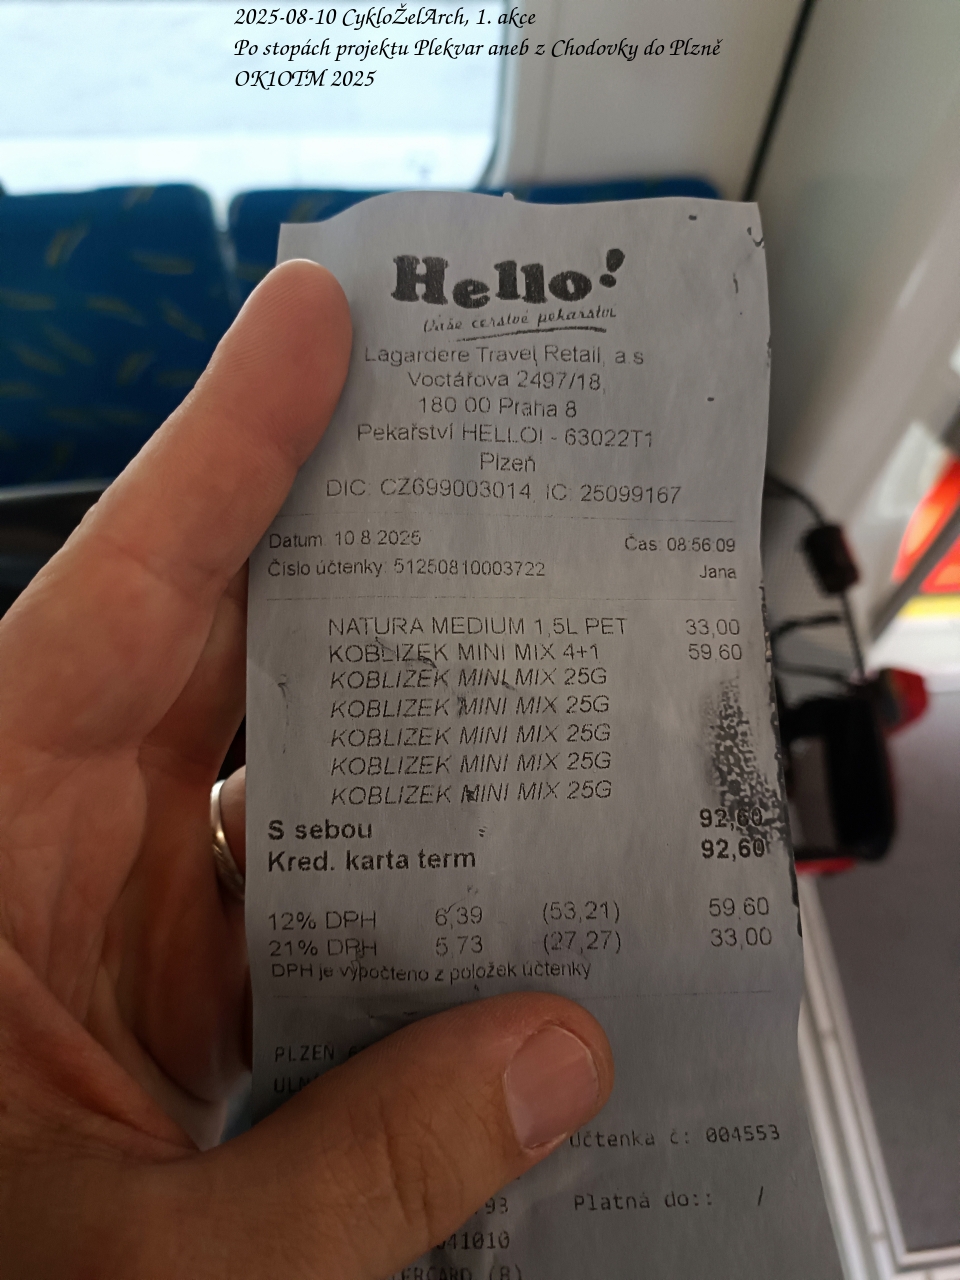 2025-08-10 CykloŽelArch, 1. akce
Po stopách projektu Plekvar aneb z Chodovky do Plzně
OK1OTM 2025
Hello!
Vaše čerstvé pekařství
Lagardere Travel Retail, a s
Voctářova 2497/18,
180 00 Praha 8
Pekařství HELLO! - 63022T1
Plzeň
DIC: CZ699003014, IC: 25099167
Datum: 10.8.2025 Čas: 08:56:09
Číslo účtenky: 51250810003722 Jana
NATURA MEDIUM 1,5L PET 33,00
KOBLIZEK MINI MIX 4+1 59,60
KOBLIZEK MINI MIX 25G
KOBLIZEK MINI MIX 25G
KOBLIZEK MINI MIX 25G
KOBLIZEK MINI MIX 25G
KOBLIZEK MINI MIX 25G
S sebou 92,60
Kred. karta term 92,60
12% DPH 6,39 (53,21) 59,60
21% DPH 5,73 (27,27) 33,00
DPH je vypočteno z položek účtenky
PLZEN
Účtenka č: 004553
93 Platná do:: /
41010
(B)